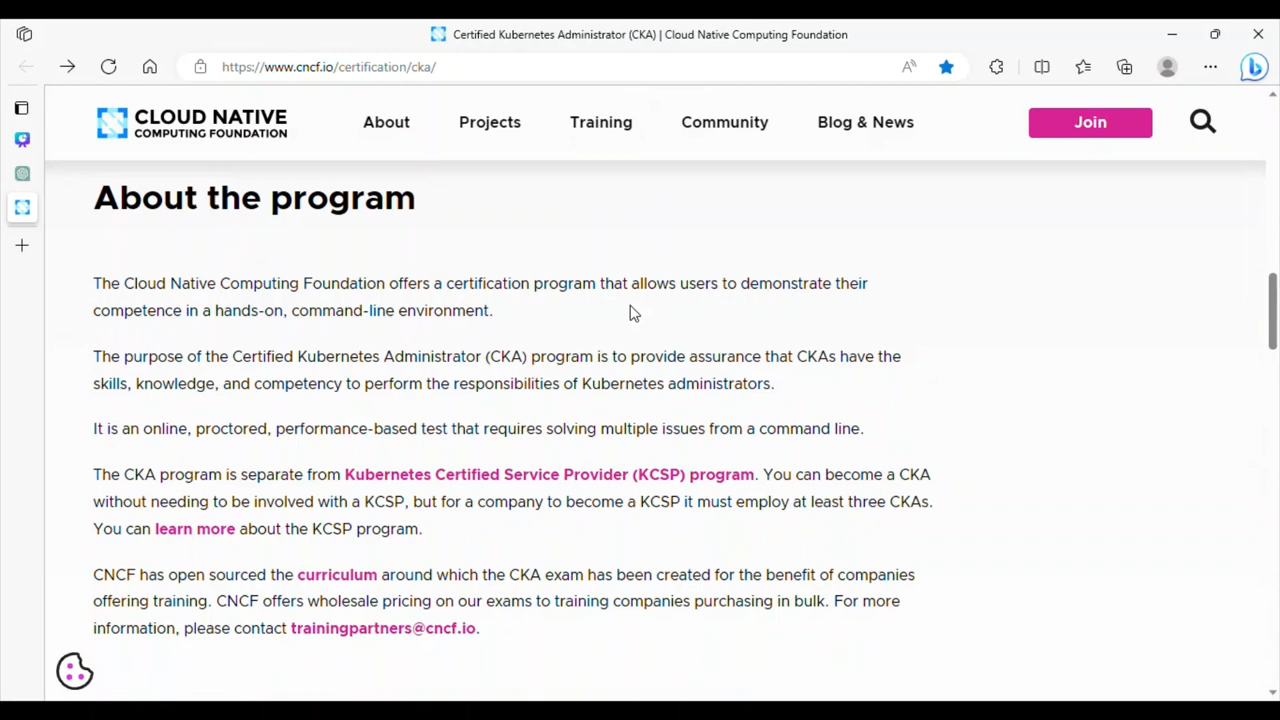 Certified Kubernetes Administrator (CKA) | Cloud Native Computing Foundation
https://www.cncf.io/certification/cka/
CLOUD NATIVE
COMPUTING FOUNDATION
About Projects Training Community Blog & News Join
About the program
The Cloud Native Computing Foundation offers a certification program that allows users to demonstrate their
competence in a hands-on, command-line environment.
The purpose of the Certified Kubernetes Administrator (CKA) program is to provide assurance that CKAs have the
skills, knowledge, and competency to perform the responsibilities of Kubernetes administrators.
It is an online, proctored, performance-based test that requires solving multiple issues from a command line.
The CKA program is separate from Kubernetes Certified Service Provider (KCSP) program. You can become a CKA
without needing to be involved with a KCSP, but for a company to become a KCSP it must employ at least three CKAs.
You can learn more about the KCSP program.
CNCF has open sourced the curriculum around which the CKA exam has been created for the benefit of companies
offering training. CNCF offers wholesale pricing on our exams to training companies purchasing in bulk. For more
information, please contact trainingpartners@cncf.io.